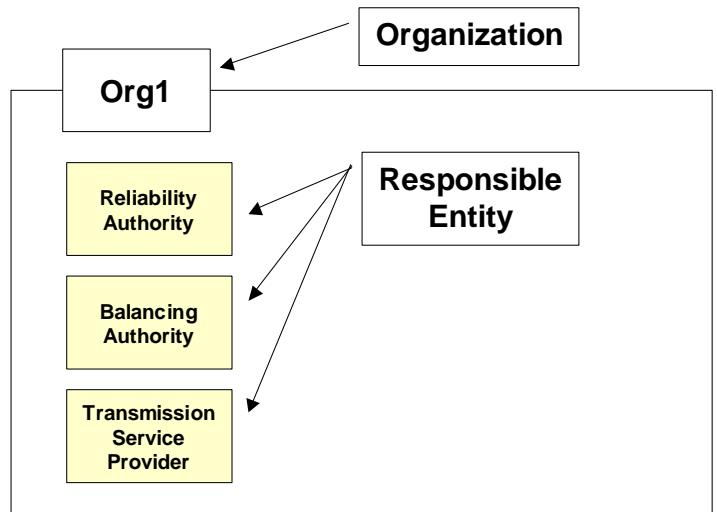 Organization
Org1
Responsible
Entity
Reliability
Authority
Balancing
Authority
Transmission
Service
Provider